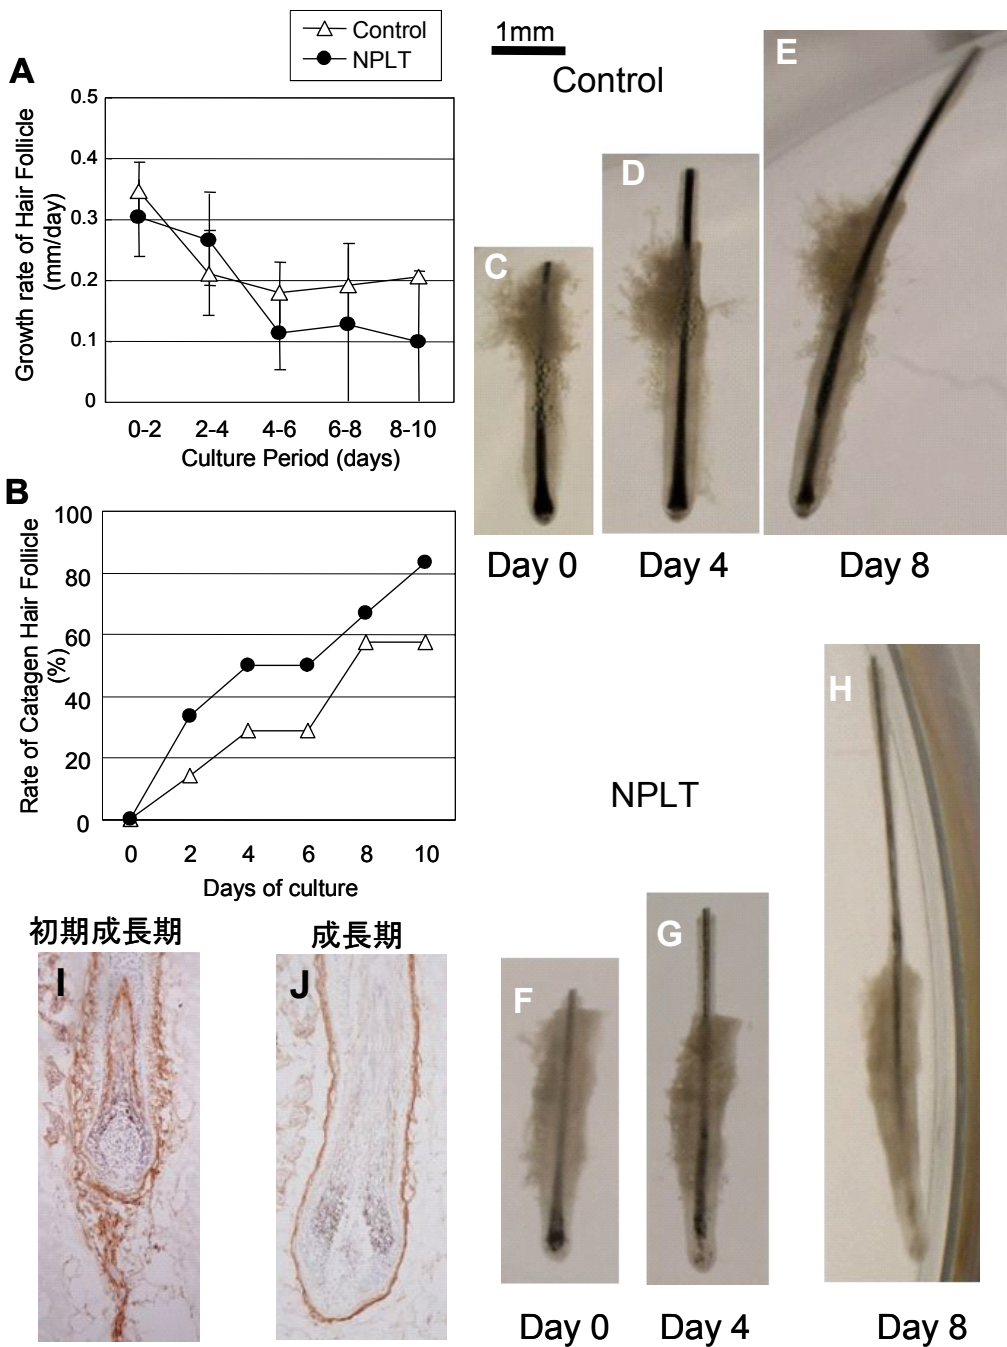 Control
NPLT
A
0.5
0.4
0.3
0.2
0.1
0
Growth rate of Hair Follicle
(mm/day)
0-2 2-4 4-6 6-8 8-10
Culture Period (days)
B
100
80
60
40
20
0
Rate of Catagen Hair Follicle
(%)
0 2 4 6 8 10
Days of culture
1mm
Control
C
D
E
Day 0
Day 4
Day 8
NPLT
F
G
H
Day 0
Day 4
Day 8
初期成長期
成長期
I
J